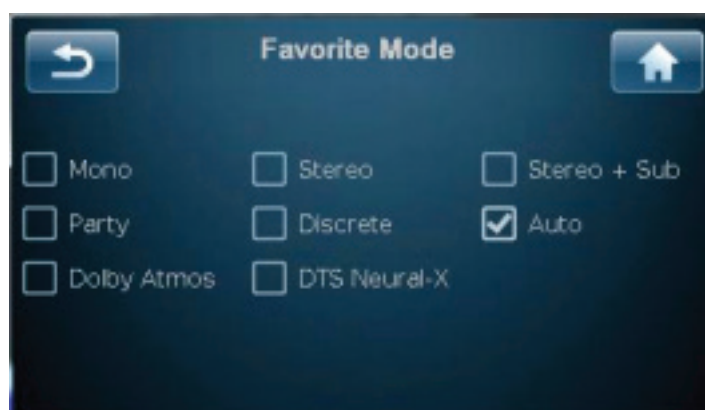 Favorite Mode
Mono Stereo Stereo + Sub
Party Discrete Auto
Dolby Atmos DTS Neural-X